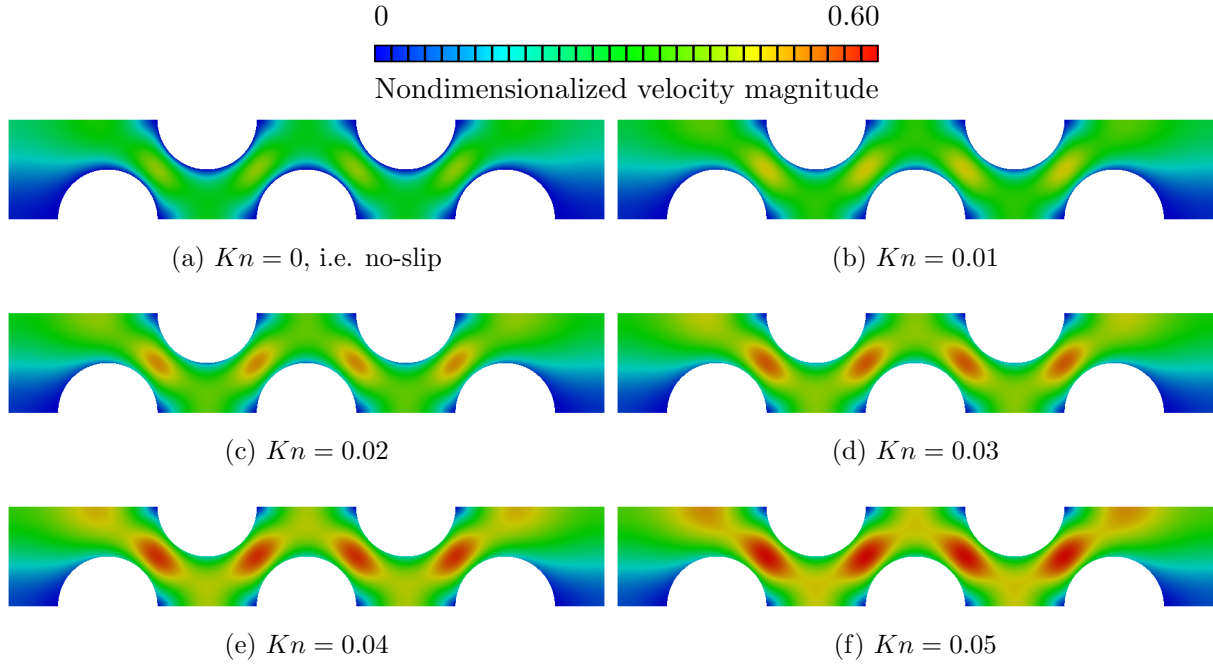 0 0.60
Nondimensionalized velocity magnitude
(a) Kn = 0, i.e. no-slip
(b) Kn = 0.01
(c) Kn = 0.02
(d) Kn = 0.03
(e) Kn = 0.04
(f) Kn = 0.05